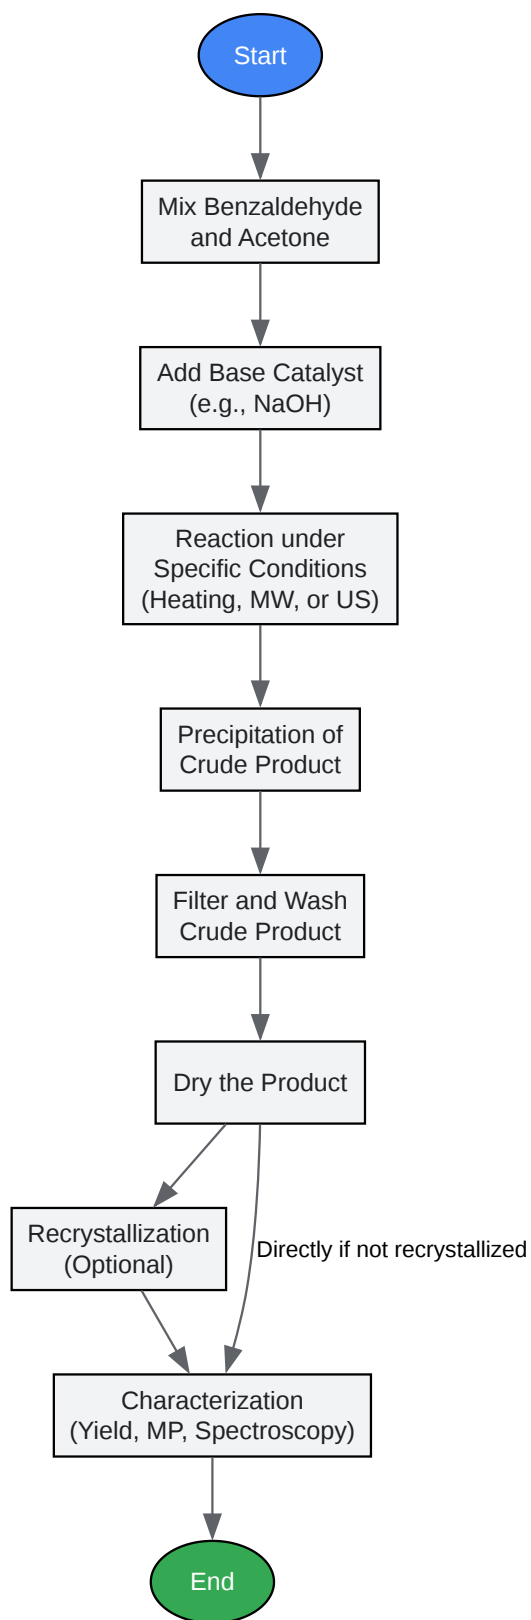 Start
Mix Benzaldehyde
and Acetone
Add Base Catalyst
(e.g., NaOH)
Reaction under
Specific Conditions
(Heating, MW, or US)
Precipitation of
Crude Product
Filter and Wash
Crude Product
Dry the Product
Recrystallization
(Optional)
Directly if not recrystallized
Characterization
(Yield, MP, Spectroscopy)
End